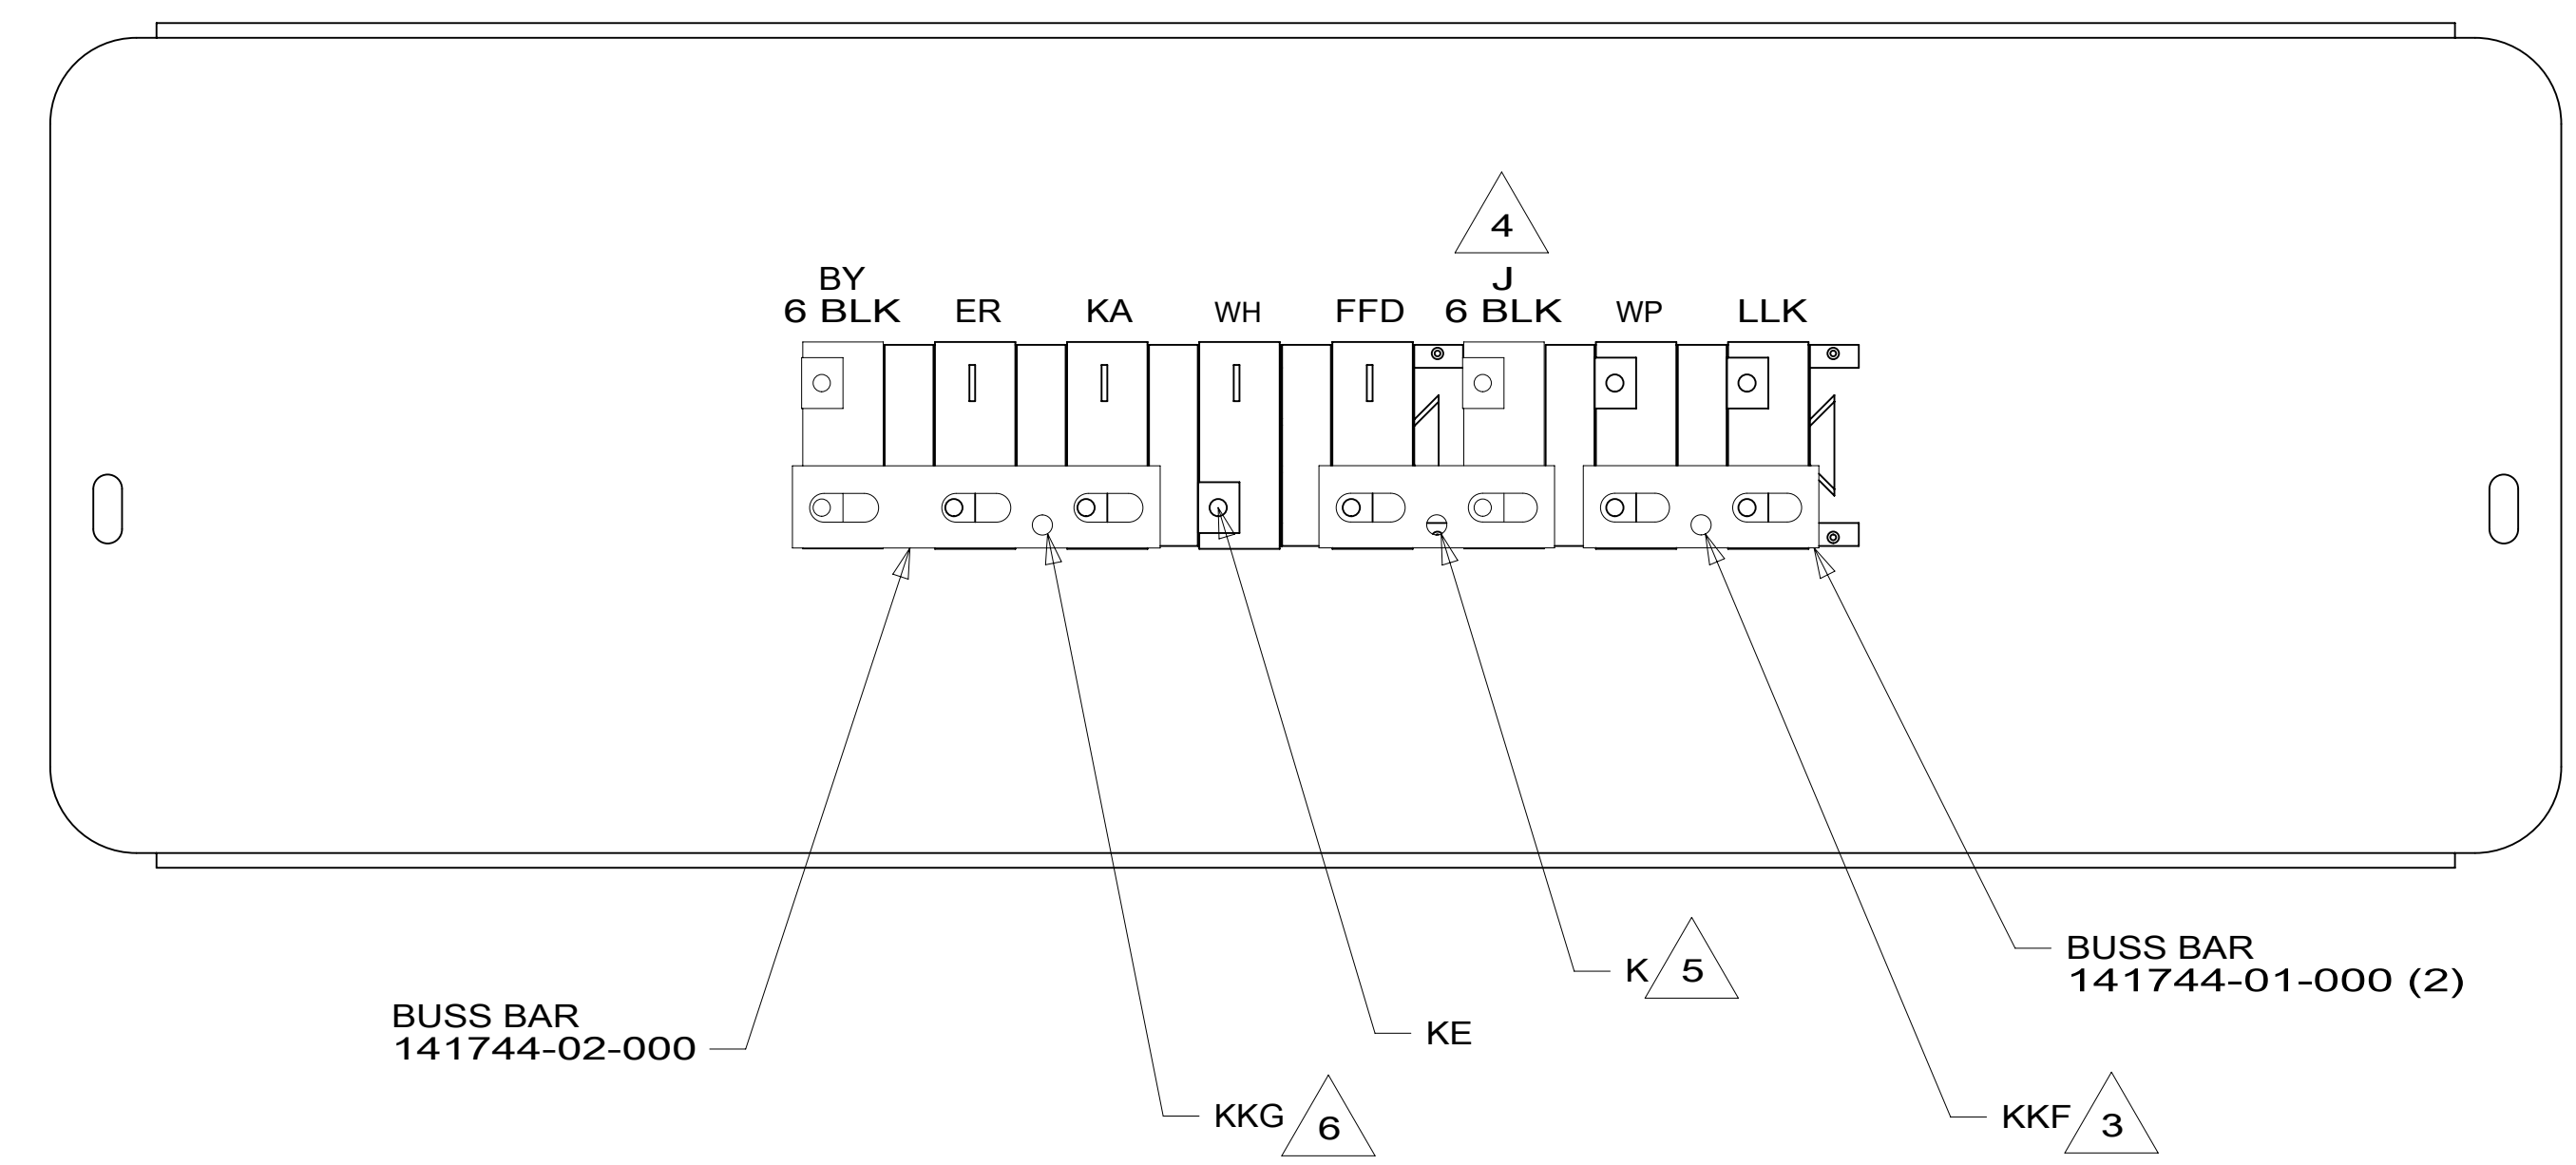 4
BY
6 BLK
ER
KA
WH
FFD
J
6 BLK
WP
LLK
BUSS BAR
141744-02-000
KKG 6
KE
K 5
KKF 3
BUSS BAR
141744-01-000 (2)